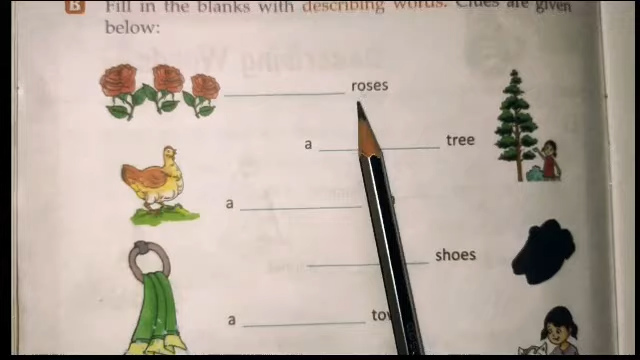 B Fill in the blanks with describing words. Clues are given
below:
roses
a tree
a
shoes
a